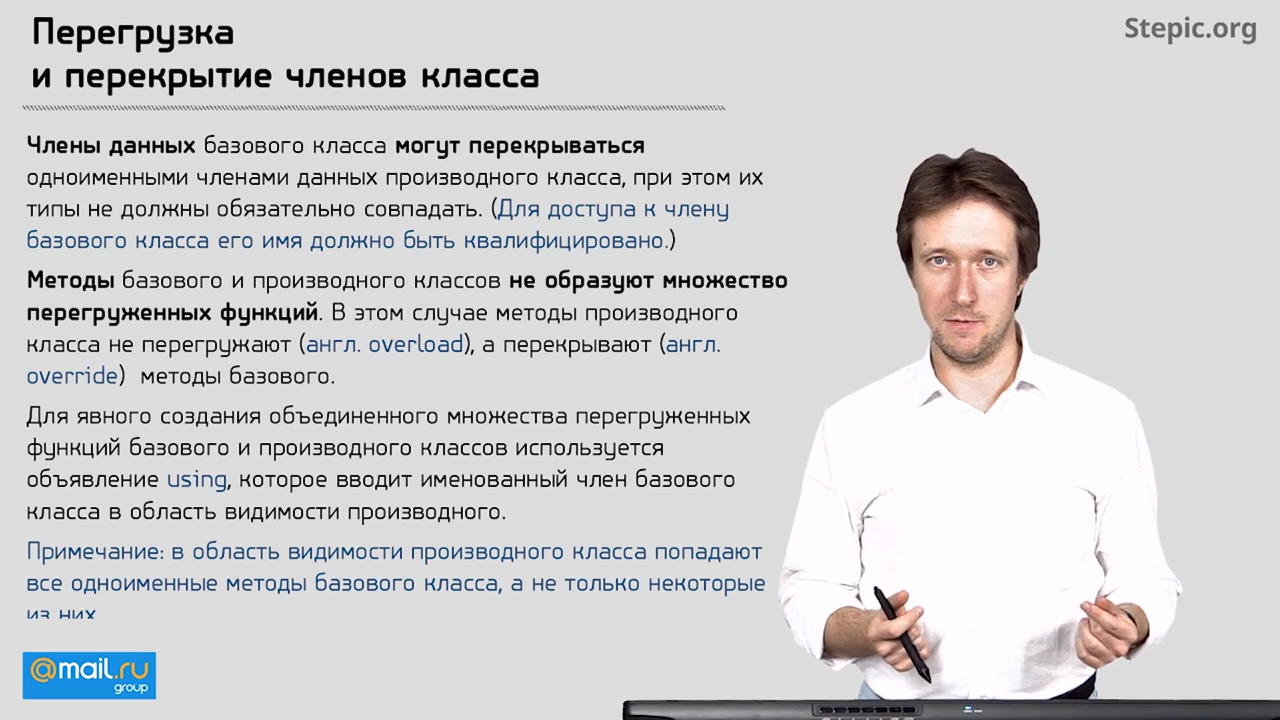 Перегрузка
и перекрытие членов класса
Stepic.org
Члены данных базового класса могут перекрываться
одноименными членами данных производного класса, при этом их
типы не должны обязательно совпадать. (Для доступа к члену
базового класса его имя должно быть квалифицировано.)
Методы базового и производного классов не образуют множество
перегруженных функций. В этом случае методы производного
класса не перегружают (англ. overload), а перекрывают (англ.
override) методы базового.
Для явного создания объединенного множества перегруженных
функций базового и производного классов используется
объявление using, которое вводит именованный член базового
класса в область видимости производного.
Примечание: в область видимости производного класса попадают
все одноименные методы базового класса, а не только некоторые
из них
@mail.ru
group